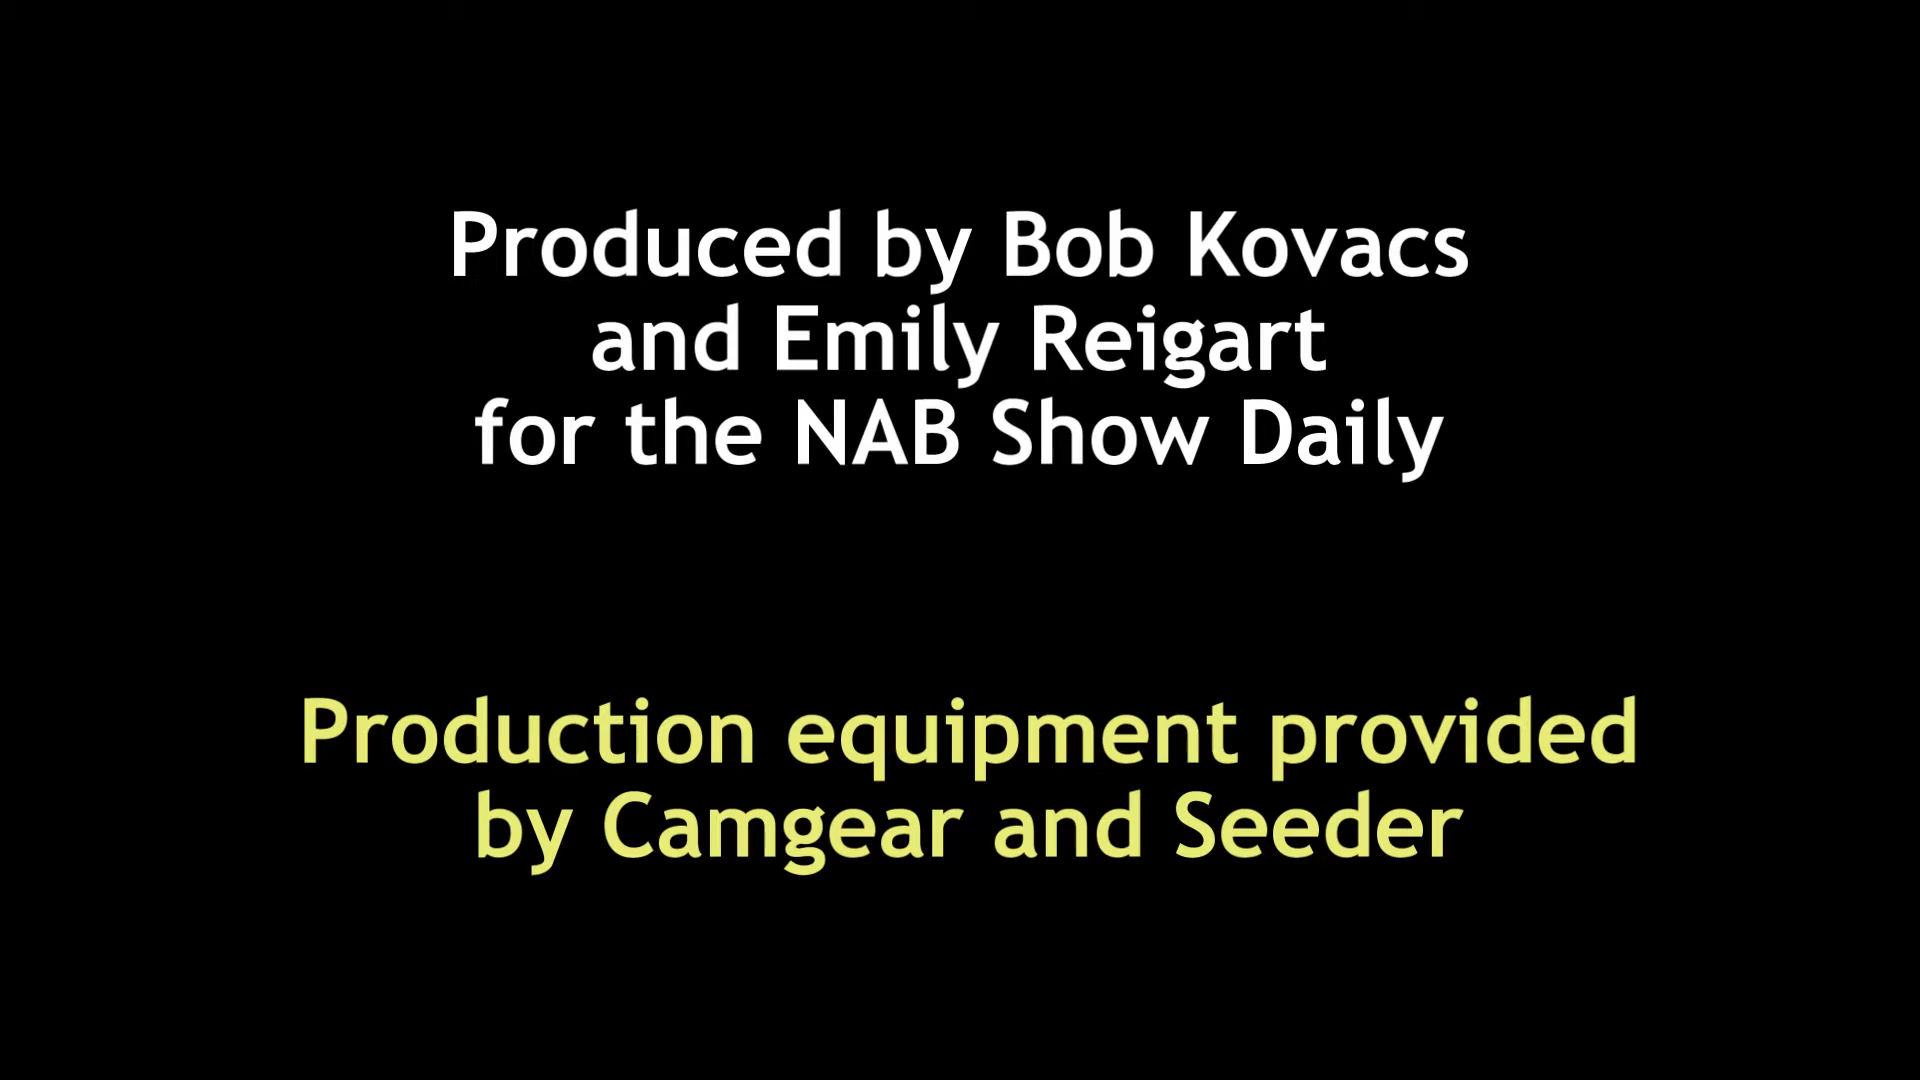 Produced by Bob Kovacs
and Emily Reigart
for the NAB Show Daily
Production equipment provided
by Camgear and Seeder